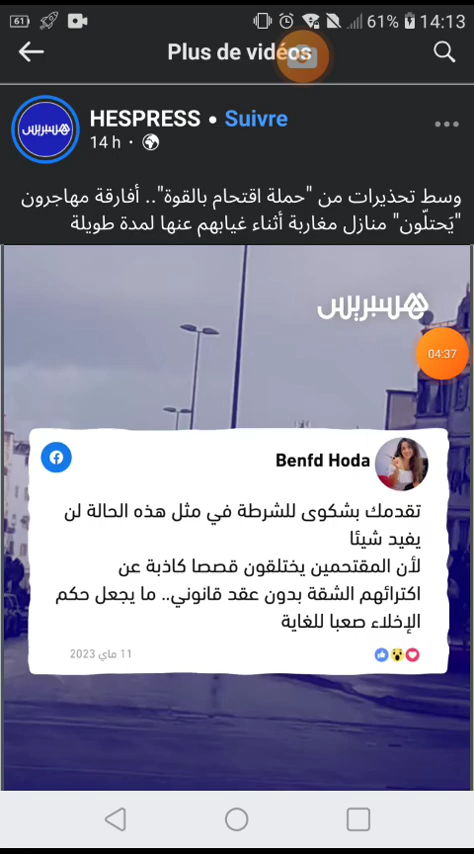 61
61% 14:13
Plus de vidéos
هسبريس
HESPRESS • Suivre
14 h ·
وسط تحذيرات من "حملة اقتحام بالقوة".. أفارقة مهاجرون
"يَحتلّون" منازل مغاربة أثناء غيابهم عنها لمدة طويلة
هسبريس
04:37
Benfd Hoda
تقدمك بشكوى للشرطة في مثل هذه الحالة لن
يفيد شيئا
لأن المقتحمين يختلقون قصصا كاذبة عن
اكترائهم الشقة بدون عقد قانوني.. ما يجعل حكم
الإخلاء صعبا للغاية
11 ماي 2023